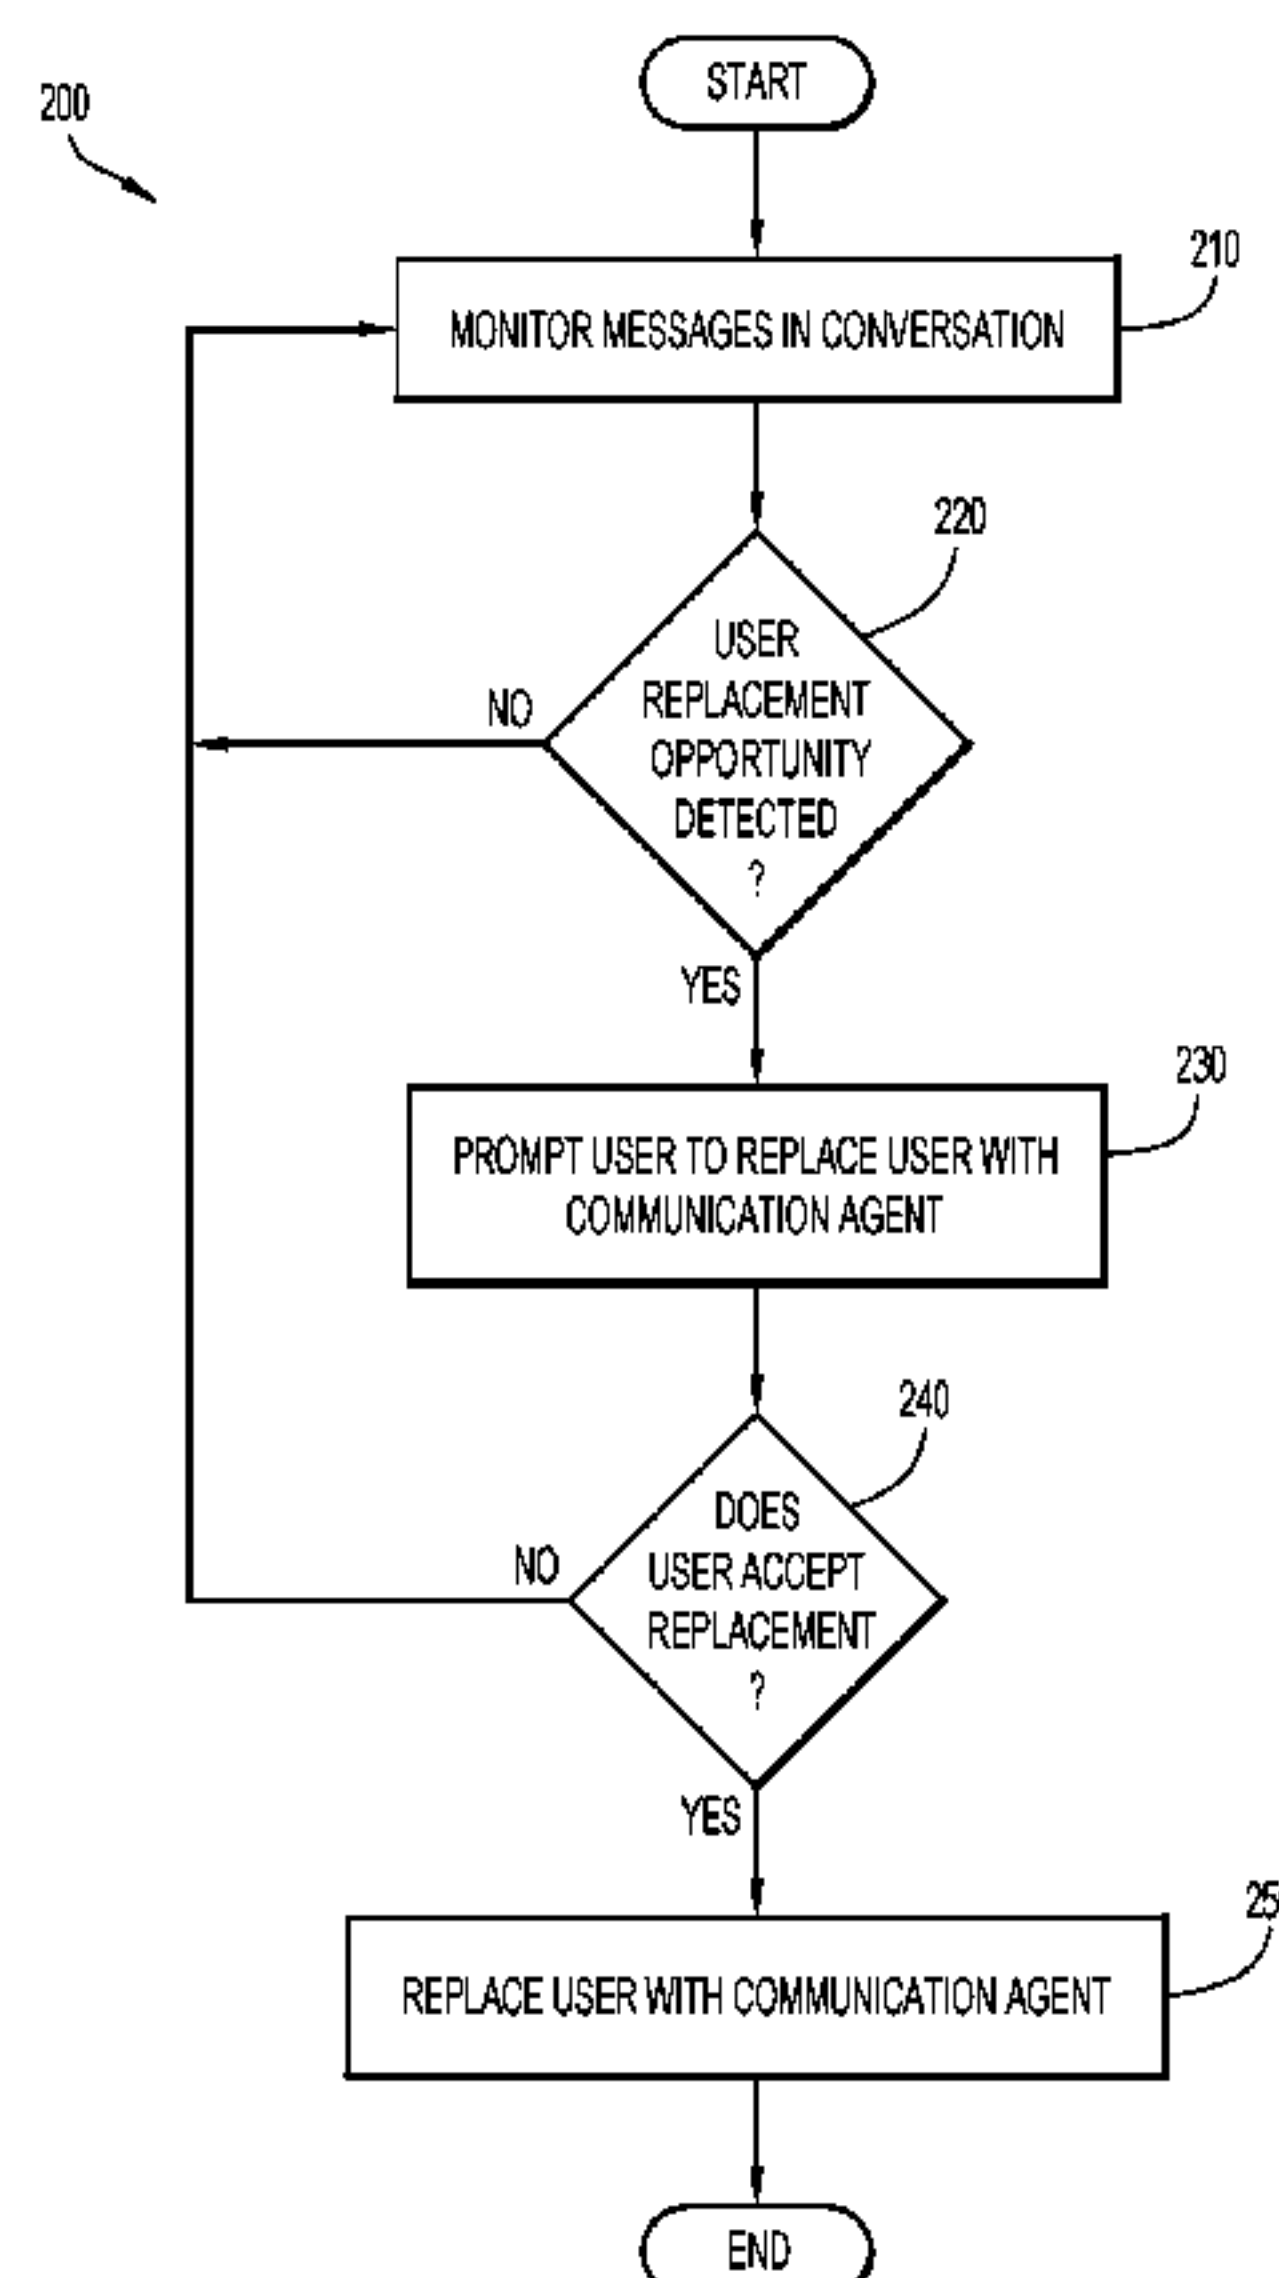 START
200
210
MONITOR MESSAGES IN CONVERSATION
220
USER
REPLACEMENT
OPPORTUNITY
DETECTED
?
NO
YES
230
PROMPT USER TO REPLACE USER WITH
COMMUNICATION AGENT
240
DOES
USER ACCEPT
REPLACEMENT
?
NO
YES
REPLACE USER WITH COMMUNICATION AGENT
END